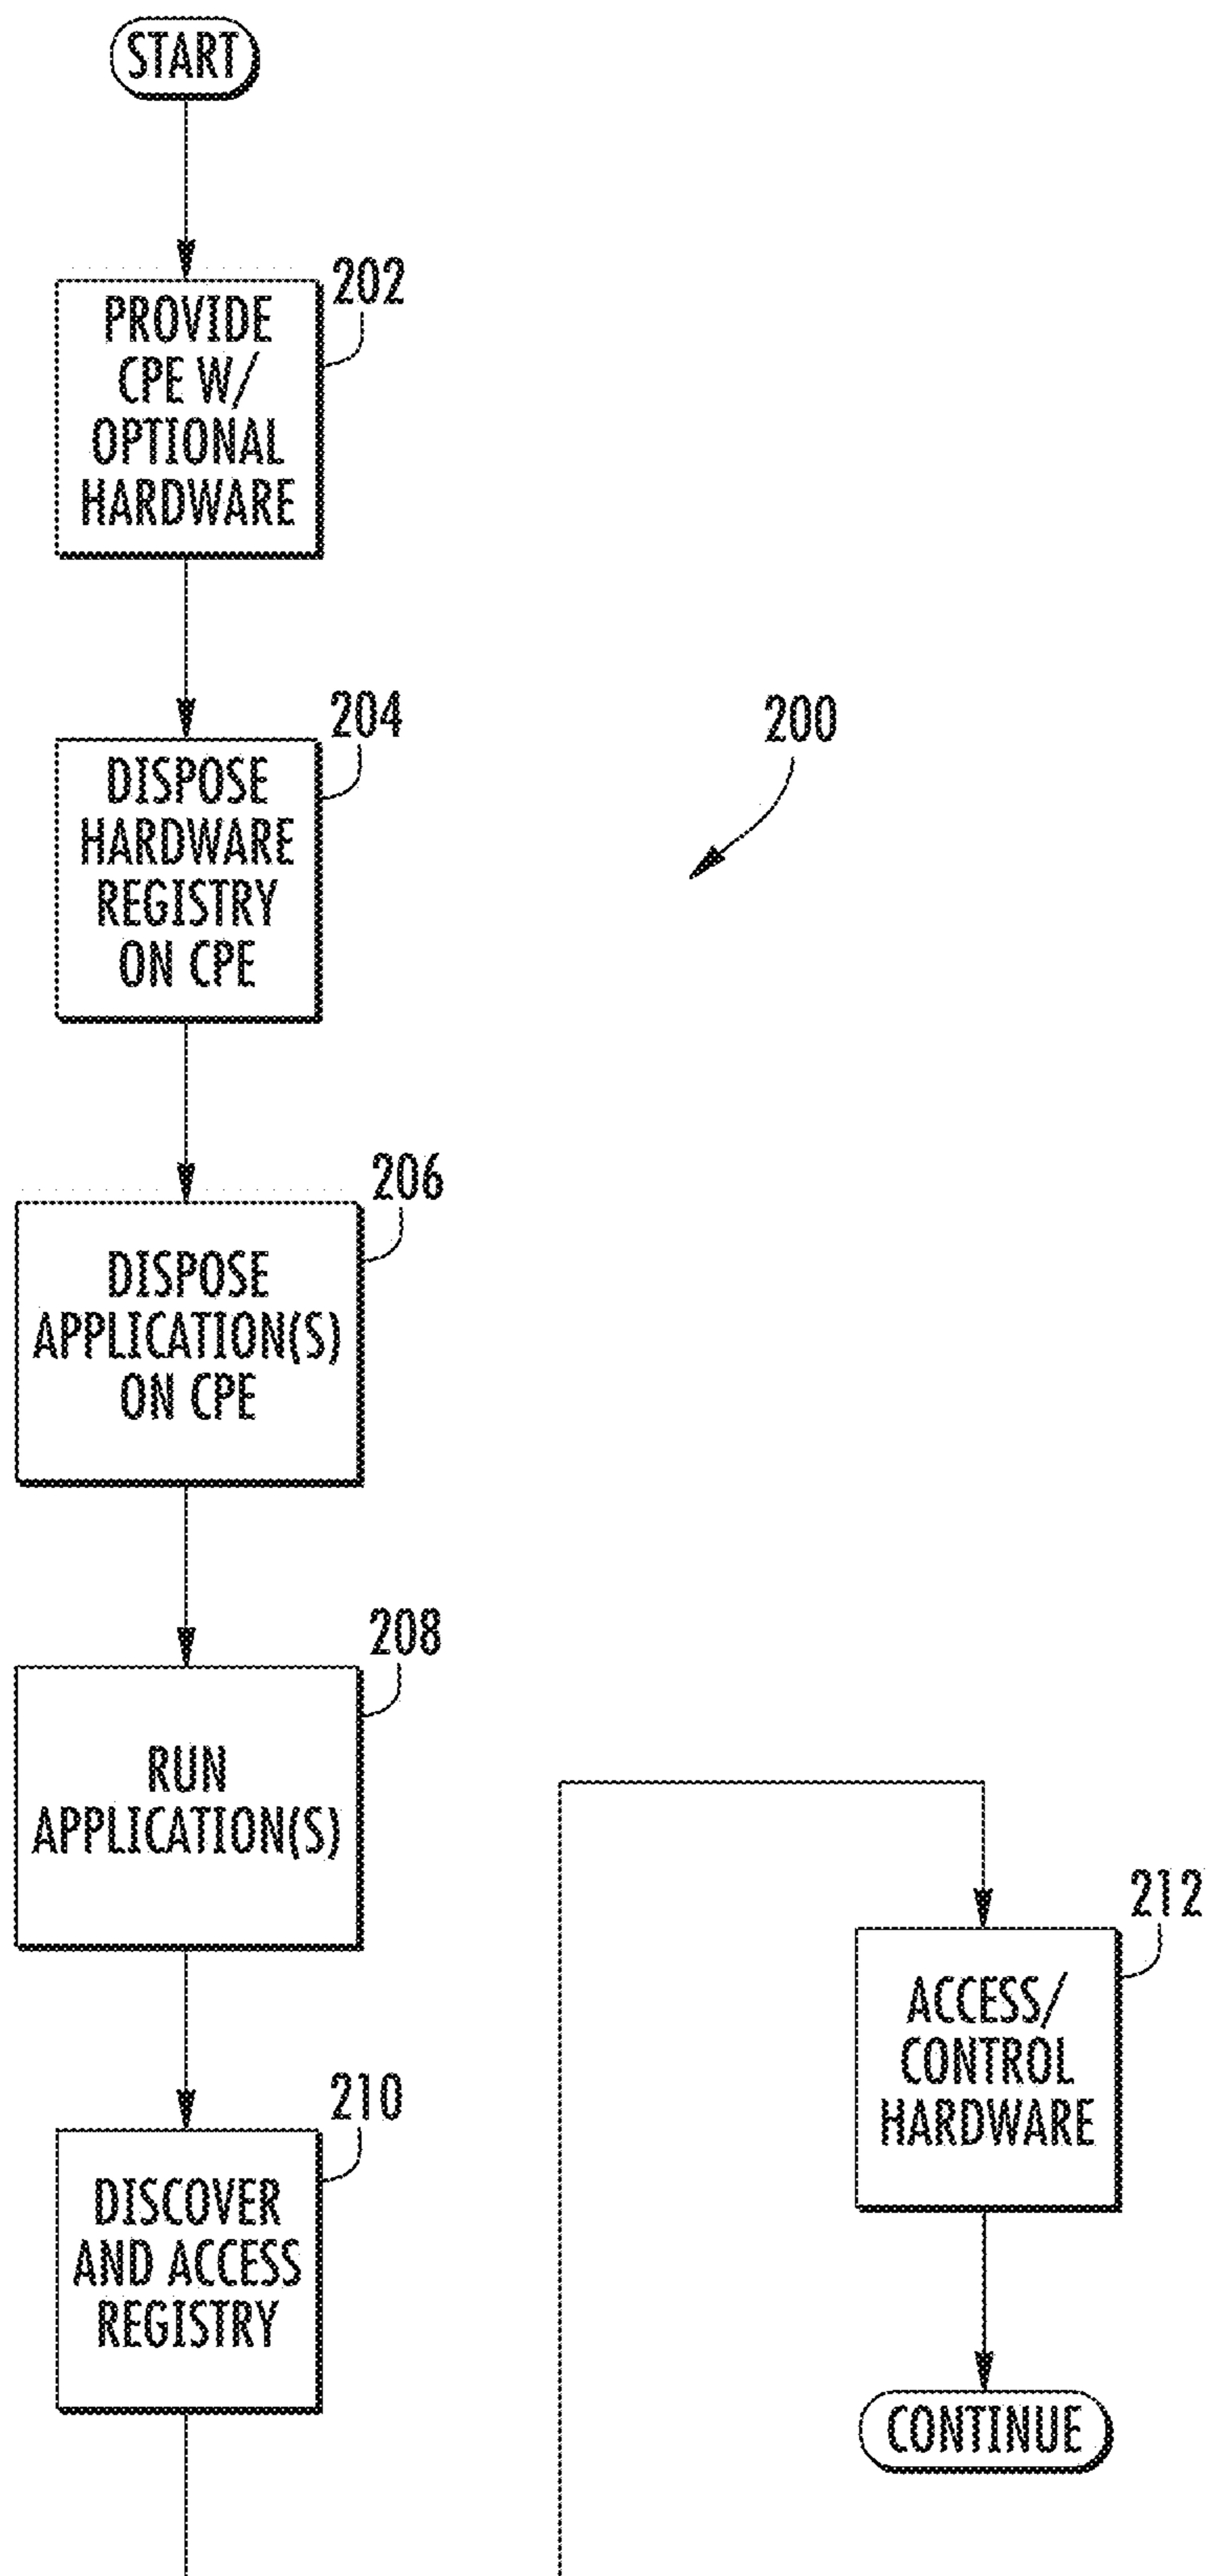 START
202
PROVIDE
CPE W/
OPTIONAL
HARDWARE
204
DISPOSE
HARDWARE
REGISTRY
ON CPE
200
206
DISPOSE
APPLICATION(S)
ON CPE
208
RUN
APPLICATION(S)
210
DISCOVER
AND ACCESS
REGISTRY
212
ACCESS/
CONTROL
HARDWARE
CONTINUE